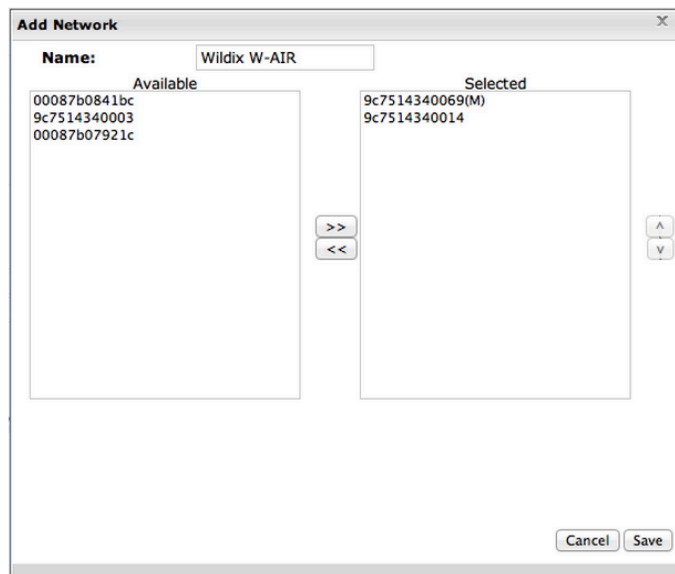 Add Network X
Name: Wildix W-AIR
Available
00087b0841bc
9c7514340003
00087b07921c
>>
<<
Selected
9c7514340069(M)
9c7514340014
^
v
Cancel Save